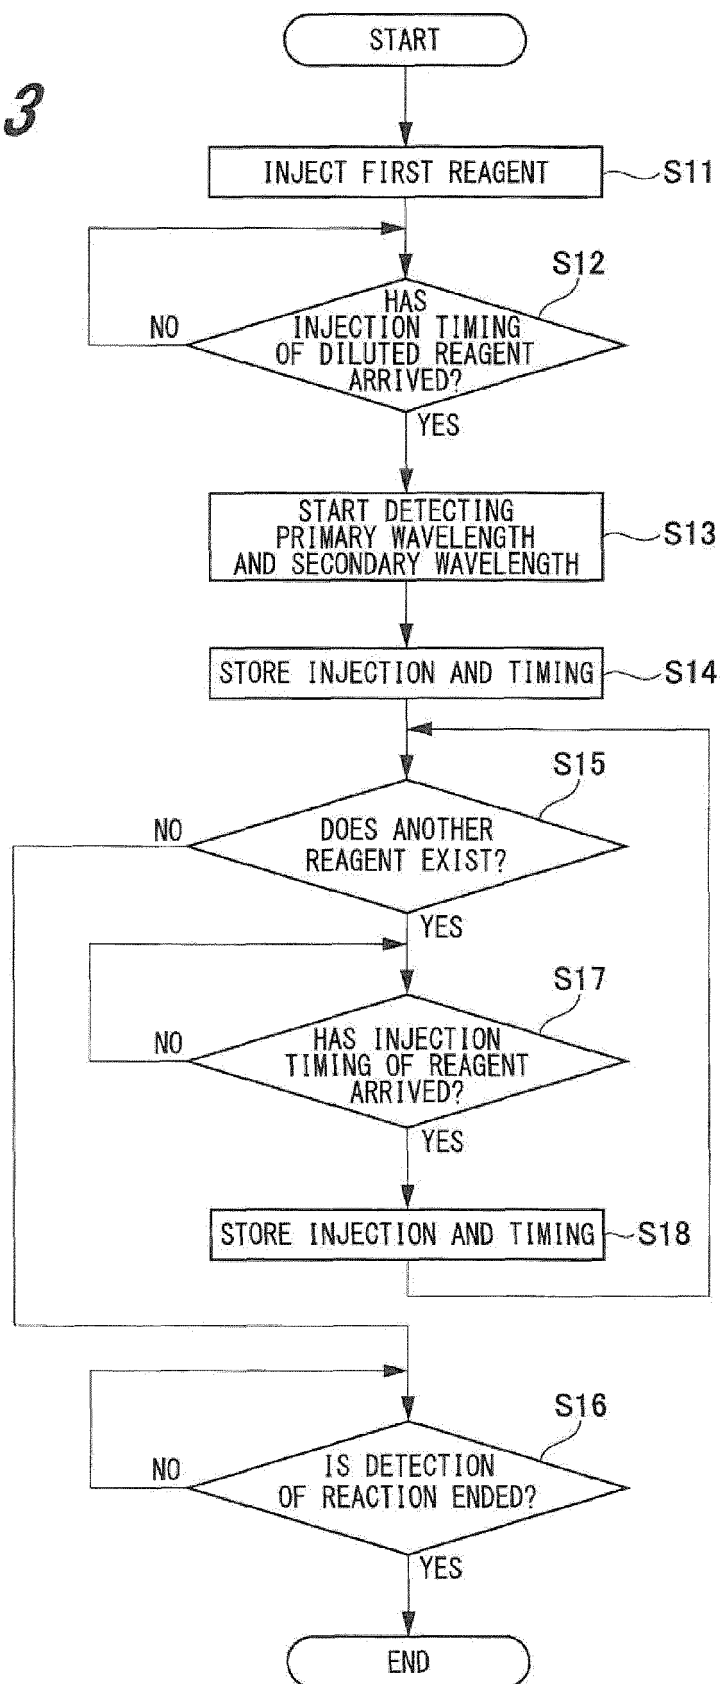 START
3
INJECT FIRST REAGENT
S11
S12
HAS
INJECTION TIMING
OF DILUTED REAGENT
ARRIVED?
NO
YES
START DETECTING
PRIMARY WAVELENGTH
AND SECONDARY WAVELENGTH
S13
STORE INJECTION AND TIMING
S14
S15
NO
DOES ANOTHER
REAGENT EXIST?
YES
S17
NO
HAS INJECTION
TIMING OF REAGENT
ARRIVED?
YES
STORE INJECTION AND TIMING
S18
S16
NO
IS DETECTION
OF REACTION ENDED?
YES
END